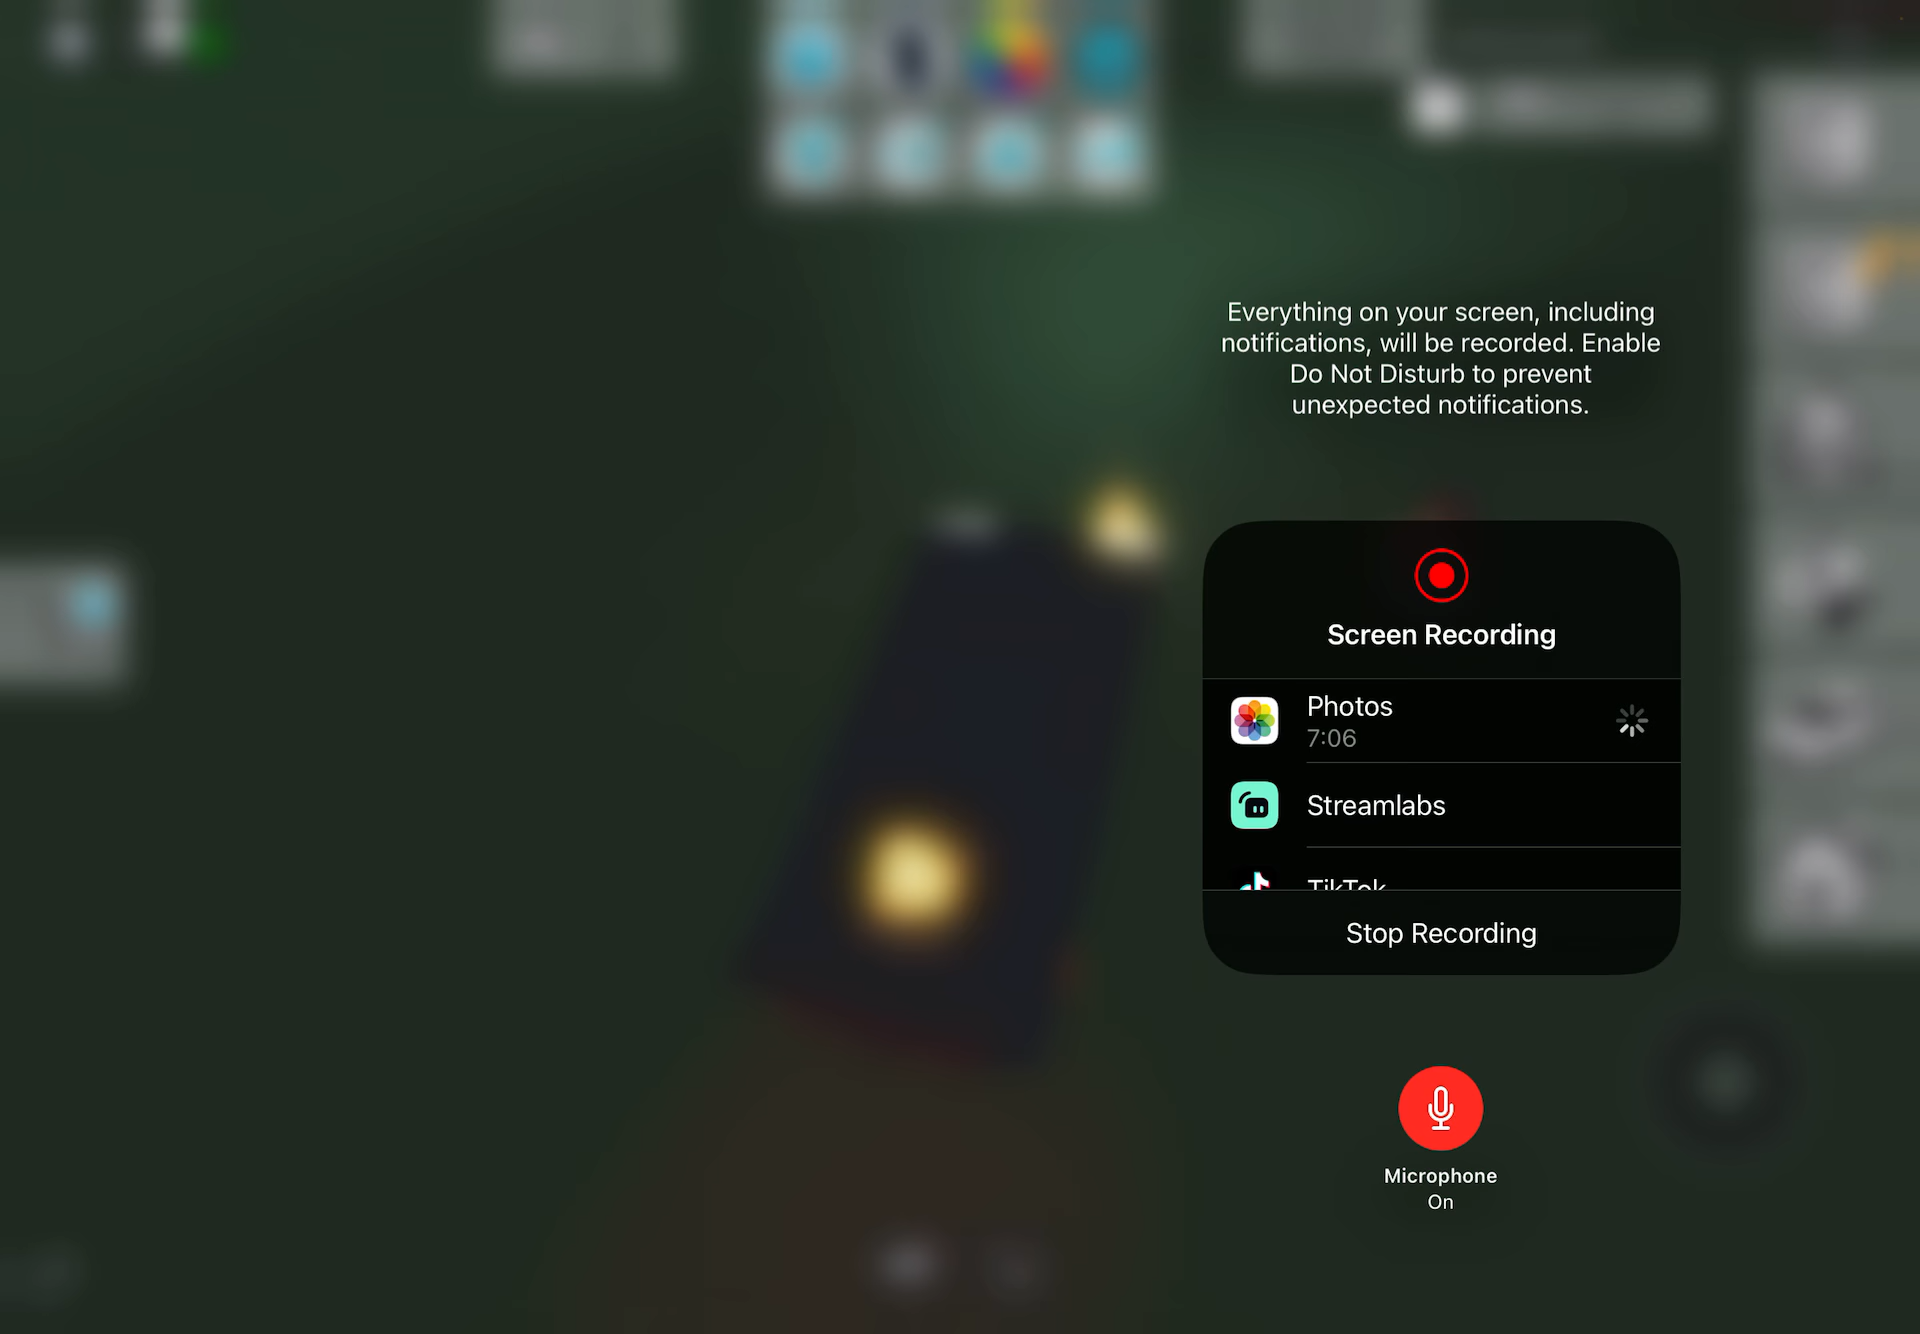 Everything on your screen, including
notifications, will be recorded. Enable
Do Not Disturb to prevent
unexpected notifications.
Screen Recording
Photos
7:06
Streamlabs
TikTok
Stop Recording
Microphone
On